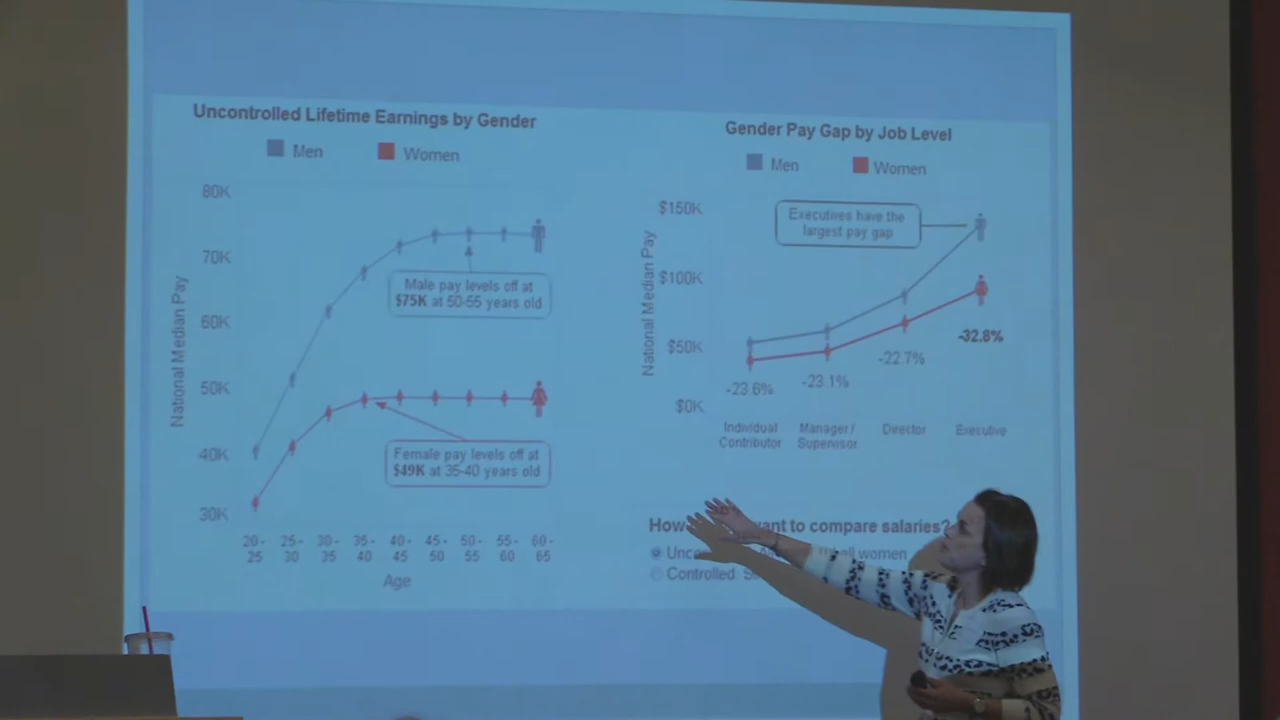 Uncontrolled Lifetime Earnings by Gender
Men
Women
80K
70K
60K
50K
40K
30K
National Median Pay
Male pay levels off at
$75K at 50-55 years old
Female pay levels off at
$49K at 35-40 years old
20-
25
25-
30
30-
35
35-
40
40-
45
45-
50
50-
55
55-
60
60-
65
Age
Gender Pay Gap by Job Level
Men
Women
$150K
$100K
$50K
$0K
National Median Pay
Executives have the
largest pay gap
-23.6%
-23.1%
-22.7%
-32.8%
Individual
Contributor
Manager/
Supervisor
Director
Executive
How want to compare salaries?
all women
Controlled: